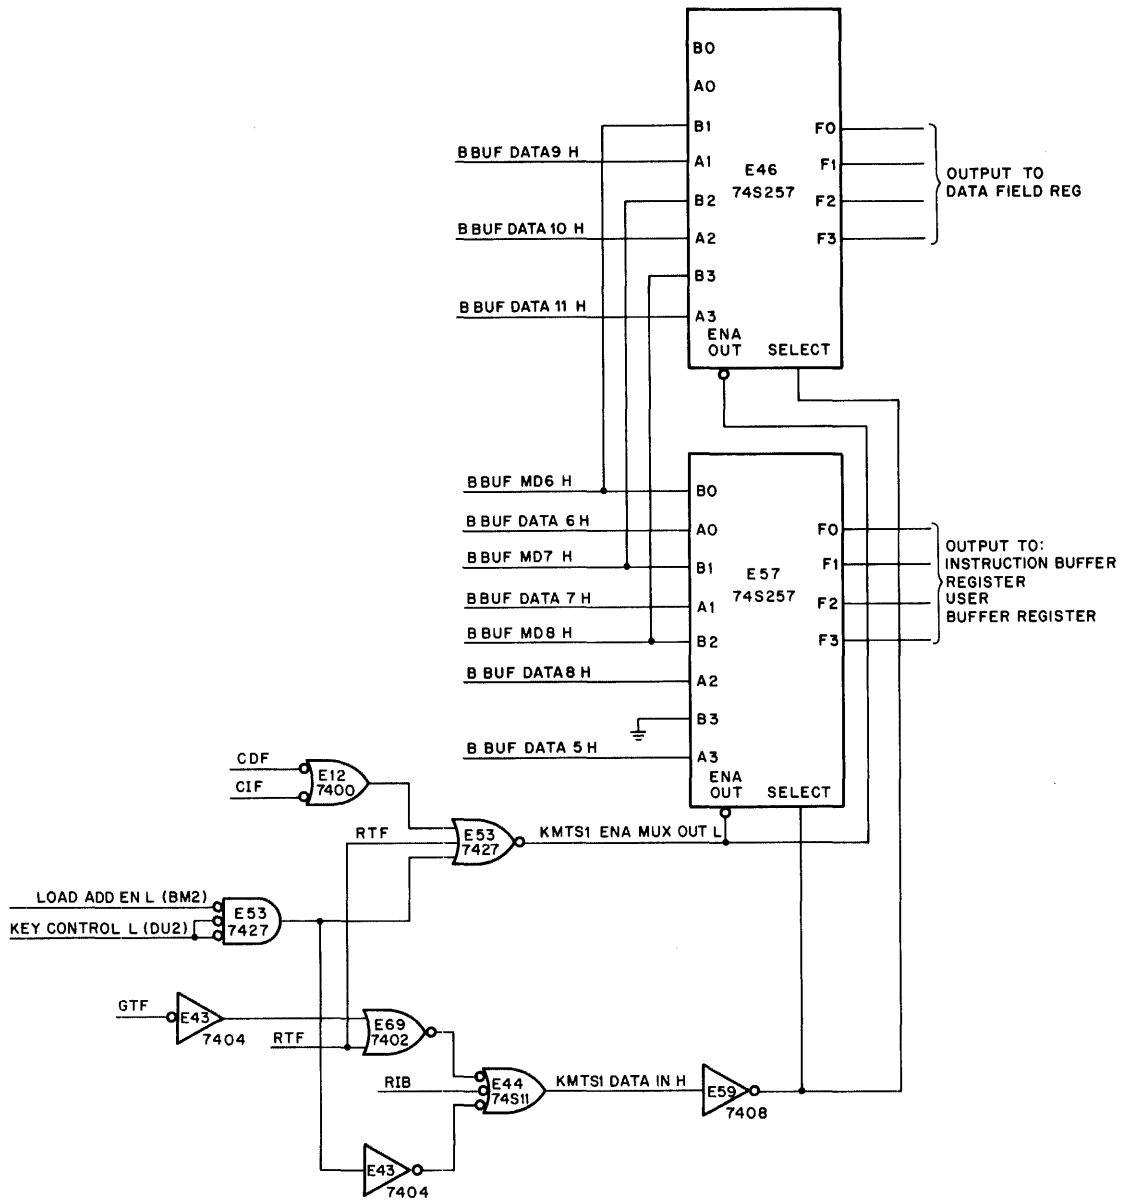 B0
A0
B1
BBUF DATA9 H
A1
B2
BBUF DATA 10 H
A2
B3
BBUF DATA 11 H
A3
E46
74S257
F0
F1
F2
F3
OUTPUT TO
DATA FIELD REG
ENA
OUT
SELECT
BBUF MD6 H
B0
BBUF DATA 6 H
A0
BBUF MD7 H
B1
BBUF DATA 7 H
A1
BBUF MD8 H
B2
B BUF DATA8 H
A2
B3
B BUF DATA 5 H
A3
E57
74S257
F0
F1
F2
F3
OUTPUT TO:
INSTRUCTION BUFFER
REGISTER
USER
BUFFER REGISTER
ENA
OUT
SELECT
CDF
CIF
E12
7400
RTF
E53
7427
KMTS1 ENA MUX OUT L
LOAD ADD EN L (BM2)
KEY CONTROL L (DU2)
E53
7427
GTF
E43
7404
RTF
E69
7402
RIB
E44
74S11
KMTS1 DATA IN H
E59
7408
E43
7404